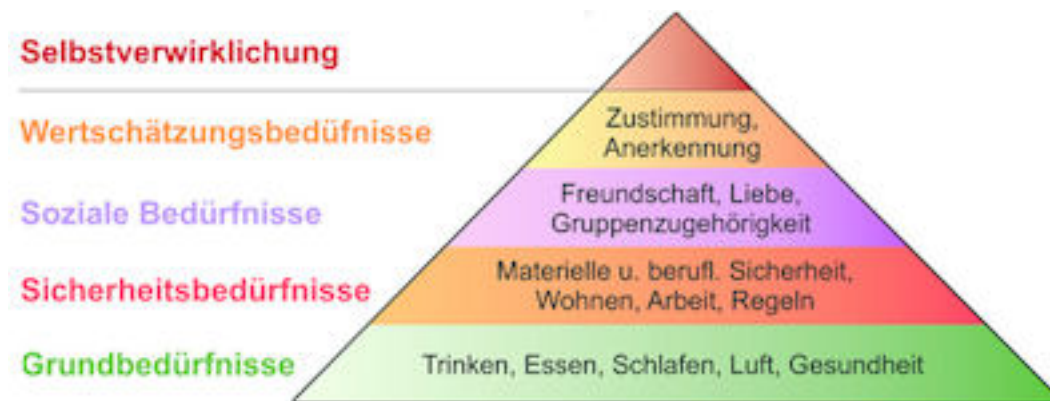 Selbstverwirklichung
Wertschätzungsbedüfnisse
Zustimmung,
Anerkennung
Soziale Bedürfnisse
Freundschaft, Liebe,
Gruppenzugehörigkeit
Sicherheitsbedürfnisse
Materielle u. berufl. Sicherheit,
Wohnen, Arbeit, Regeln
Grundbedürfnisse
Trinken, Essen, Schlafen, Luft, Gesundheit